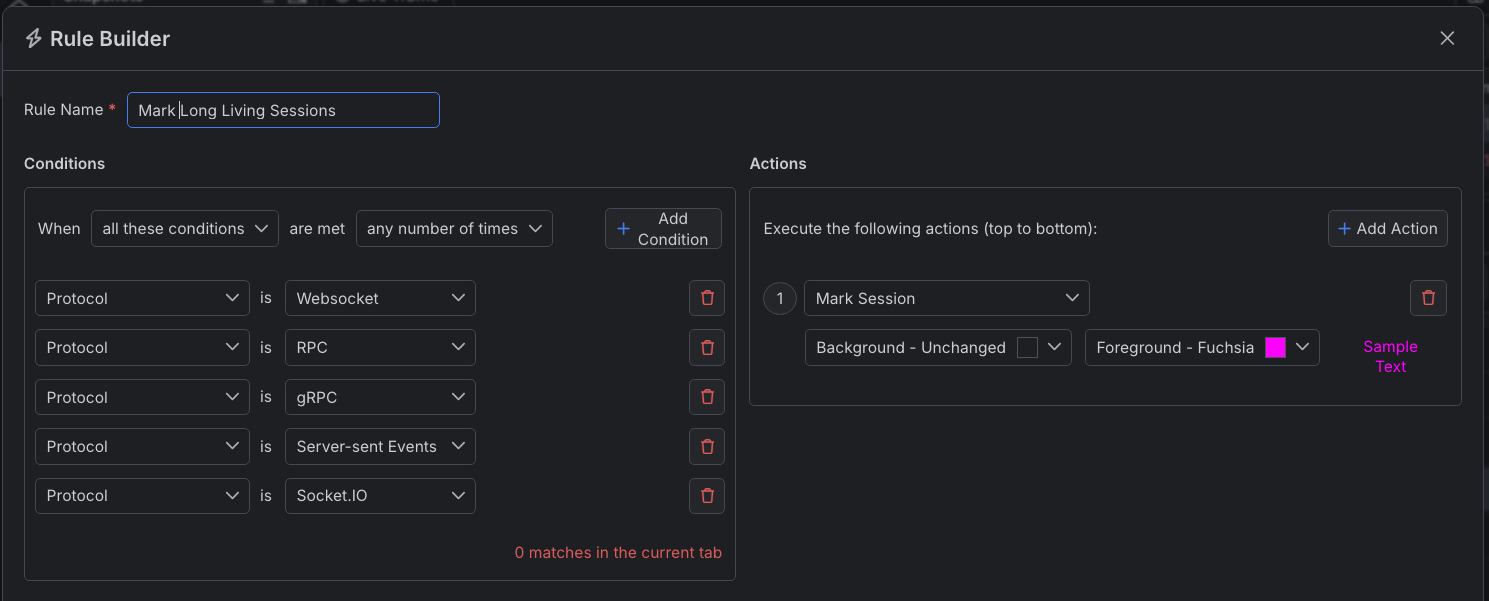 Rule Builder
Rule Name *
Mark Long Living Sessions
Conditions
When all these conditions are met any number of times
+ Add Condition
Protocol is Websocket
Protocol is RPC
Protocol is gRPC
Protocol is Server-sent Events
Protocol is Socket.IO
0 matches in the current tab
Actions
Execute the following actions (top to bottom):
+ Add Action
1 Mark Session
Background - Unchanged
Foreground - Fuchsia
Sample
Text